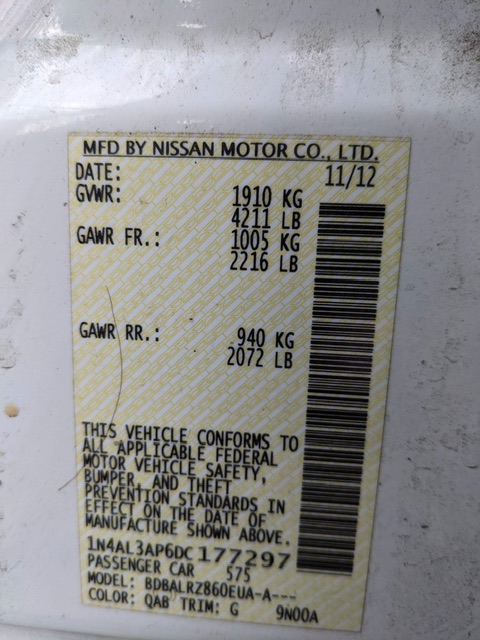 MFD BY NISSAN MOTOR CO., LTD.
DATE: 11/12
GVWR: 1910 KG
4211 LB
GAWR FR.: 1005 KG
2216 LB
GAWR RR.: 940 KG
2072 LB
THIS VEHICLE CONFORMS TO
ALL APPLICABLE FEDERAL
MOTOR VEHICLE SAFETY,
BUMPER, AND THEFT
PREVENTION STANDARDS IN
EFFECT ON THE DATE OF
MANUFACTURE SHOWN ABOVE.
1N4AL3AP6DC177297
PASSENGER CAR 575
MODEL: BDBALRZ860EUA-A---
COLOR: QAB TRIM: G 9N00A